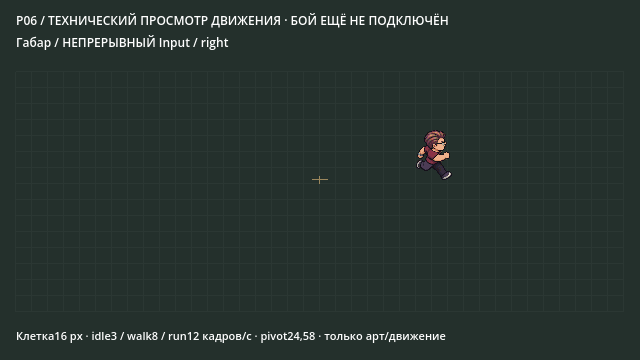 P06 / ТЕХНИЧЕСКИЙ ПРОСМОТР ДВИЖЕНИЯ · БОЙ ЕЩЁ НЕ ПОДКЛЮЧЁН
Габар / НЕПРЕРЫВНЫЙ Input / right
Клетка16 px · idle3 / walk8 / run12 кадров/с · pivot24,58 · только арт/движение